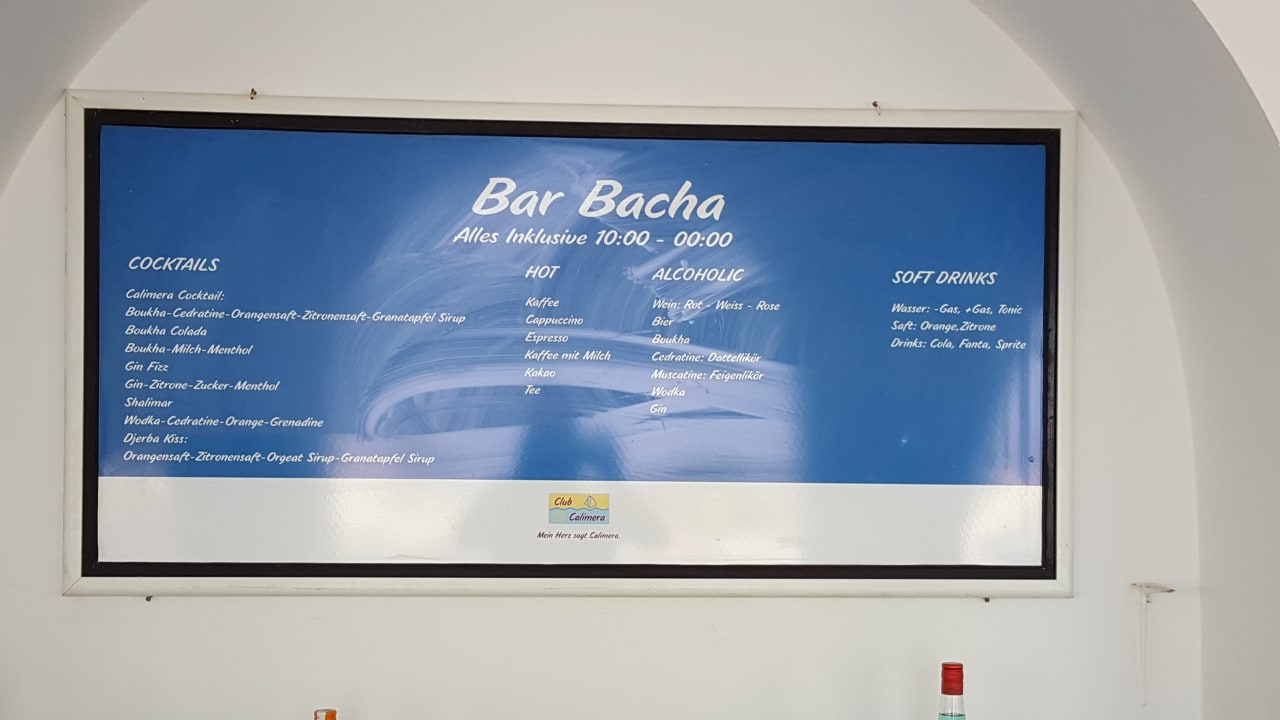 Bar Bacha
Alles Inklusive 10:00 - 00:00
COCKTAILS
Calimera Cocktail:
Boukha-Cedratine-Orangensaft-Zitronensaft-Granatapfel Sirup
Boukha Colada
Boukha-Milch-Menthol
Gin Fizz
Gin-Zitrone-Zucker-Menthol
Shalimar
Wodka-Cedratine-Orange-Grenadine
Djerba Kiss:
Orangensaft-Zitronensaft-Orgeat Sirup-Granatapfel Sirup
HOT
Kaffee
Cappuccino
Espresso
Kaffee mit Milch
Kakao
Tee
ALCOHOLIC
Wein: Rot - Weiss - Rose
Bier
Boukha
Cedratine: Dattellikör
Muscatine: Feigenlikör
Wodka
Gin
SOFT DRINKS
Wasser: -Gas, +Gas, Tonic
Saft: Orange,Zitrone
Drinks: Cola, Fanta, Sprite
Club
Calimera
Mein Herz sagt Calimera.